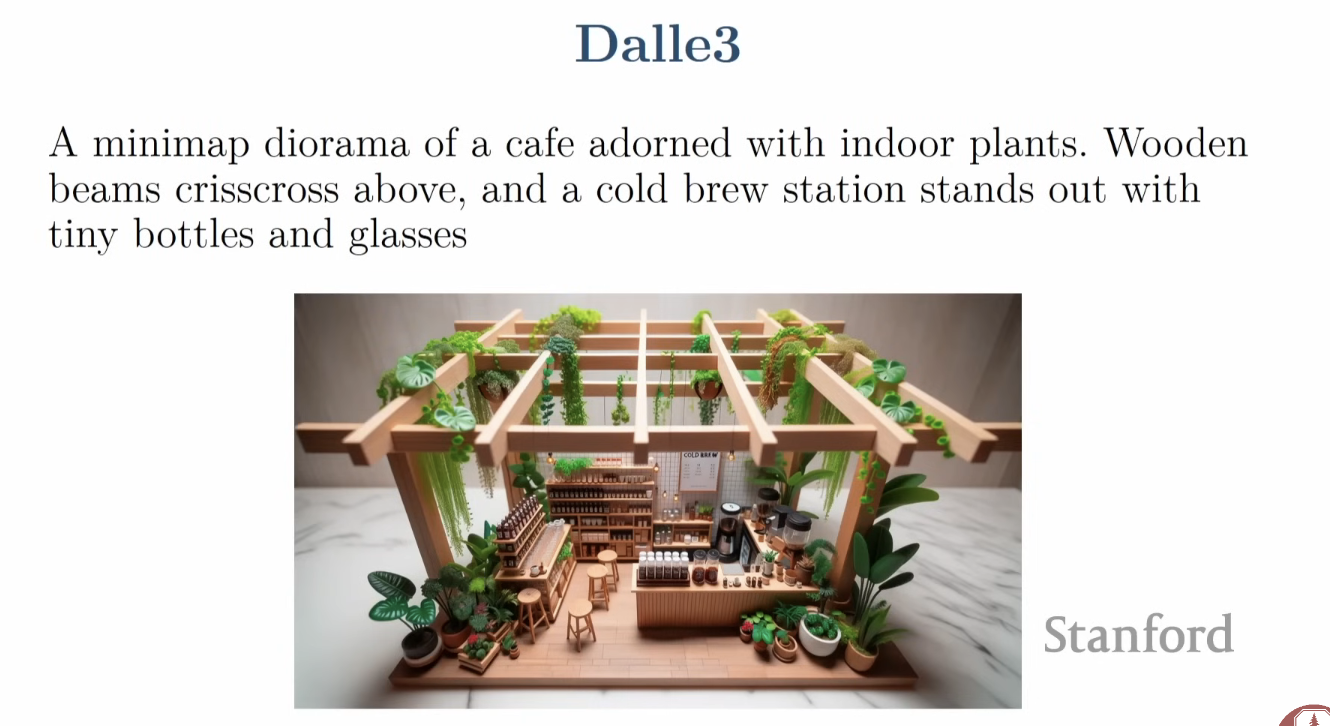 Dalle3
A minimap diorama of a cafe adorned with indoor plants. Wooden
beams crisscross above, and a cold brew station stands out with
tiny bottles and glasses
COLD BREW
Stanford